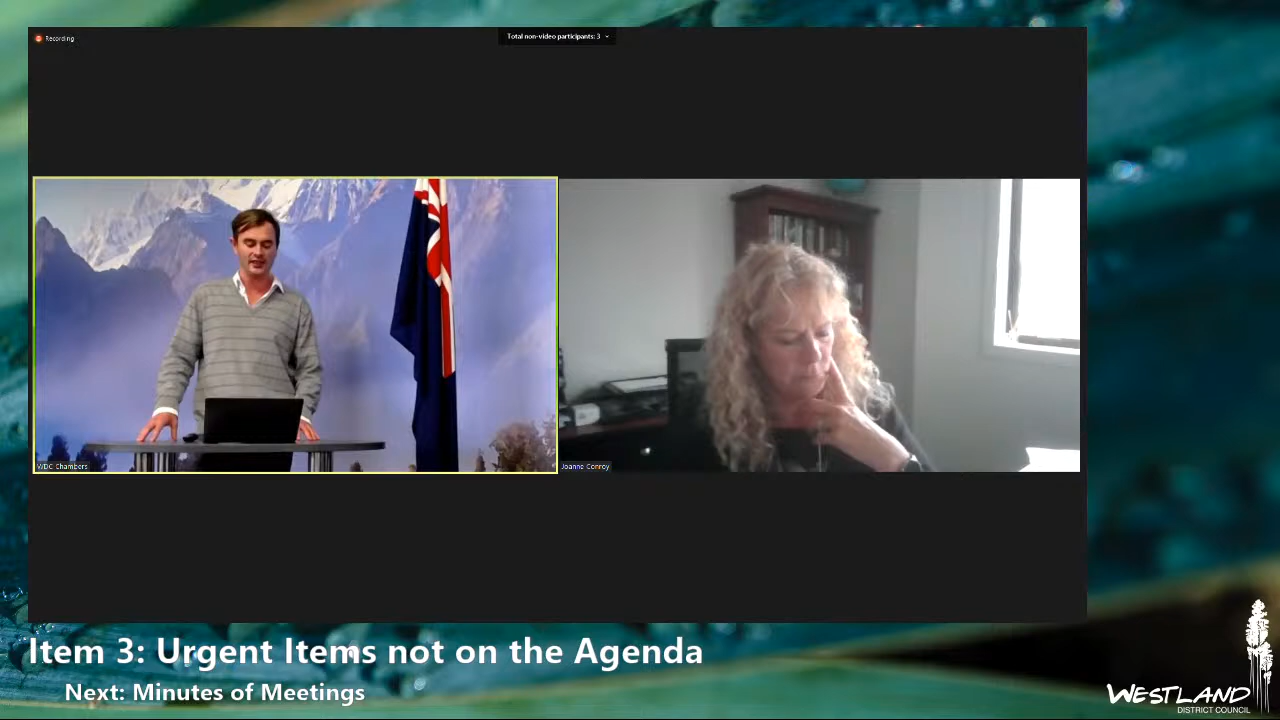 Recording
Total non-video participants: 3
WDC Chambers
Joanne Conroy
Item 3: Urgent Items not on the Agenda
Next: Minutes of Meetings
WESTLAND
DISTRICT COUNCIL